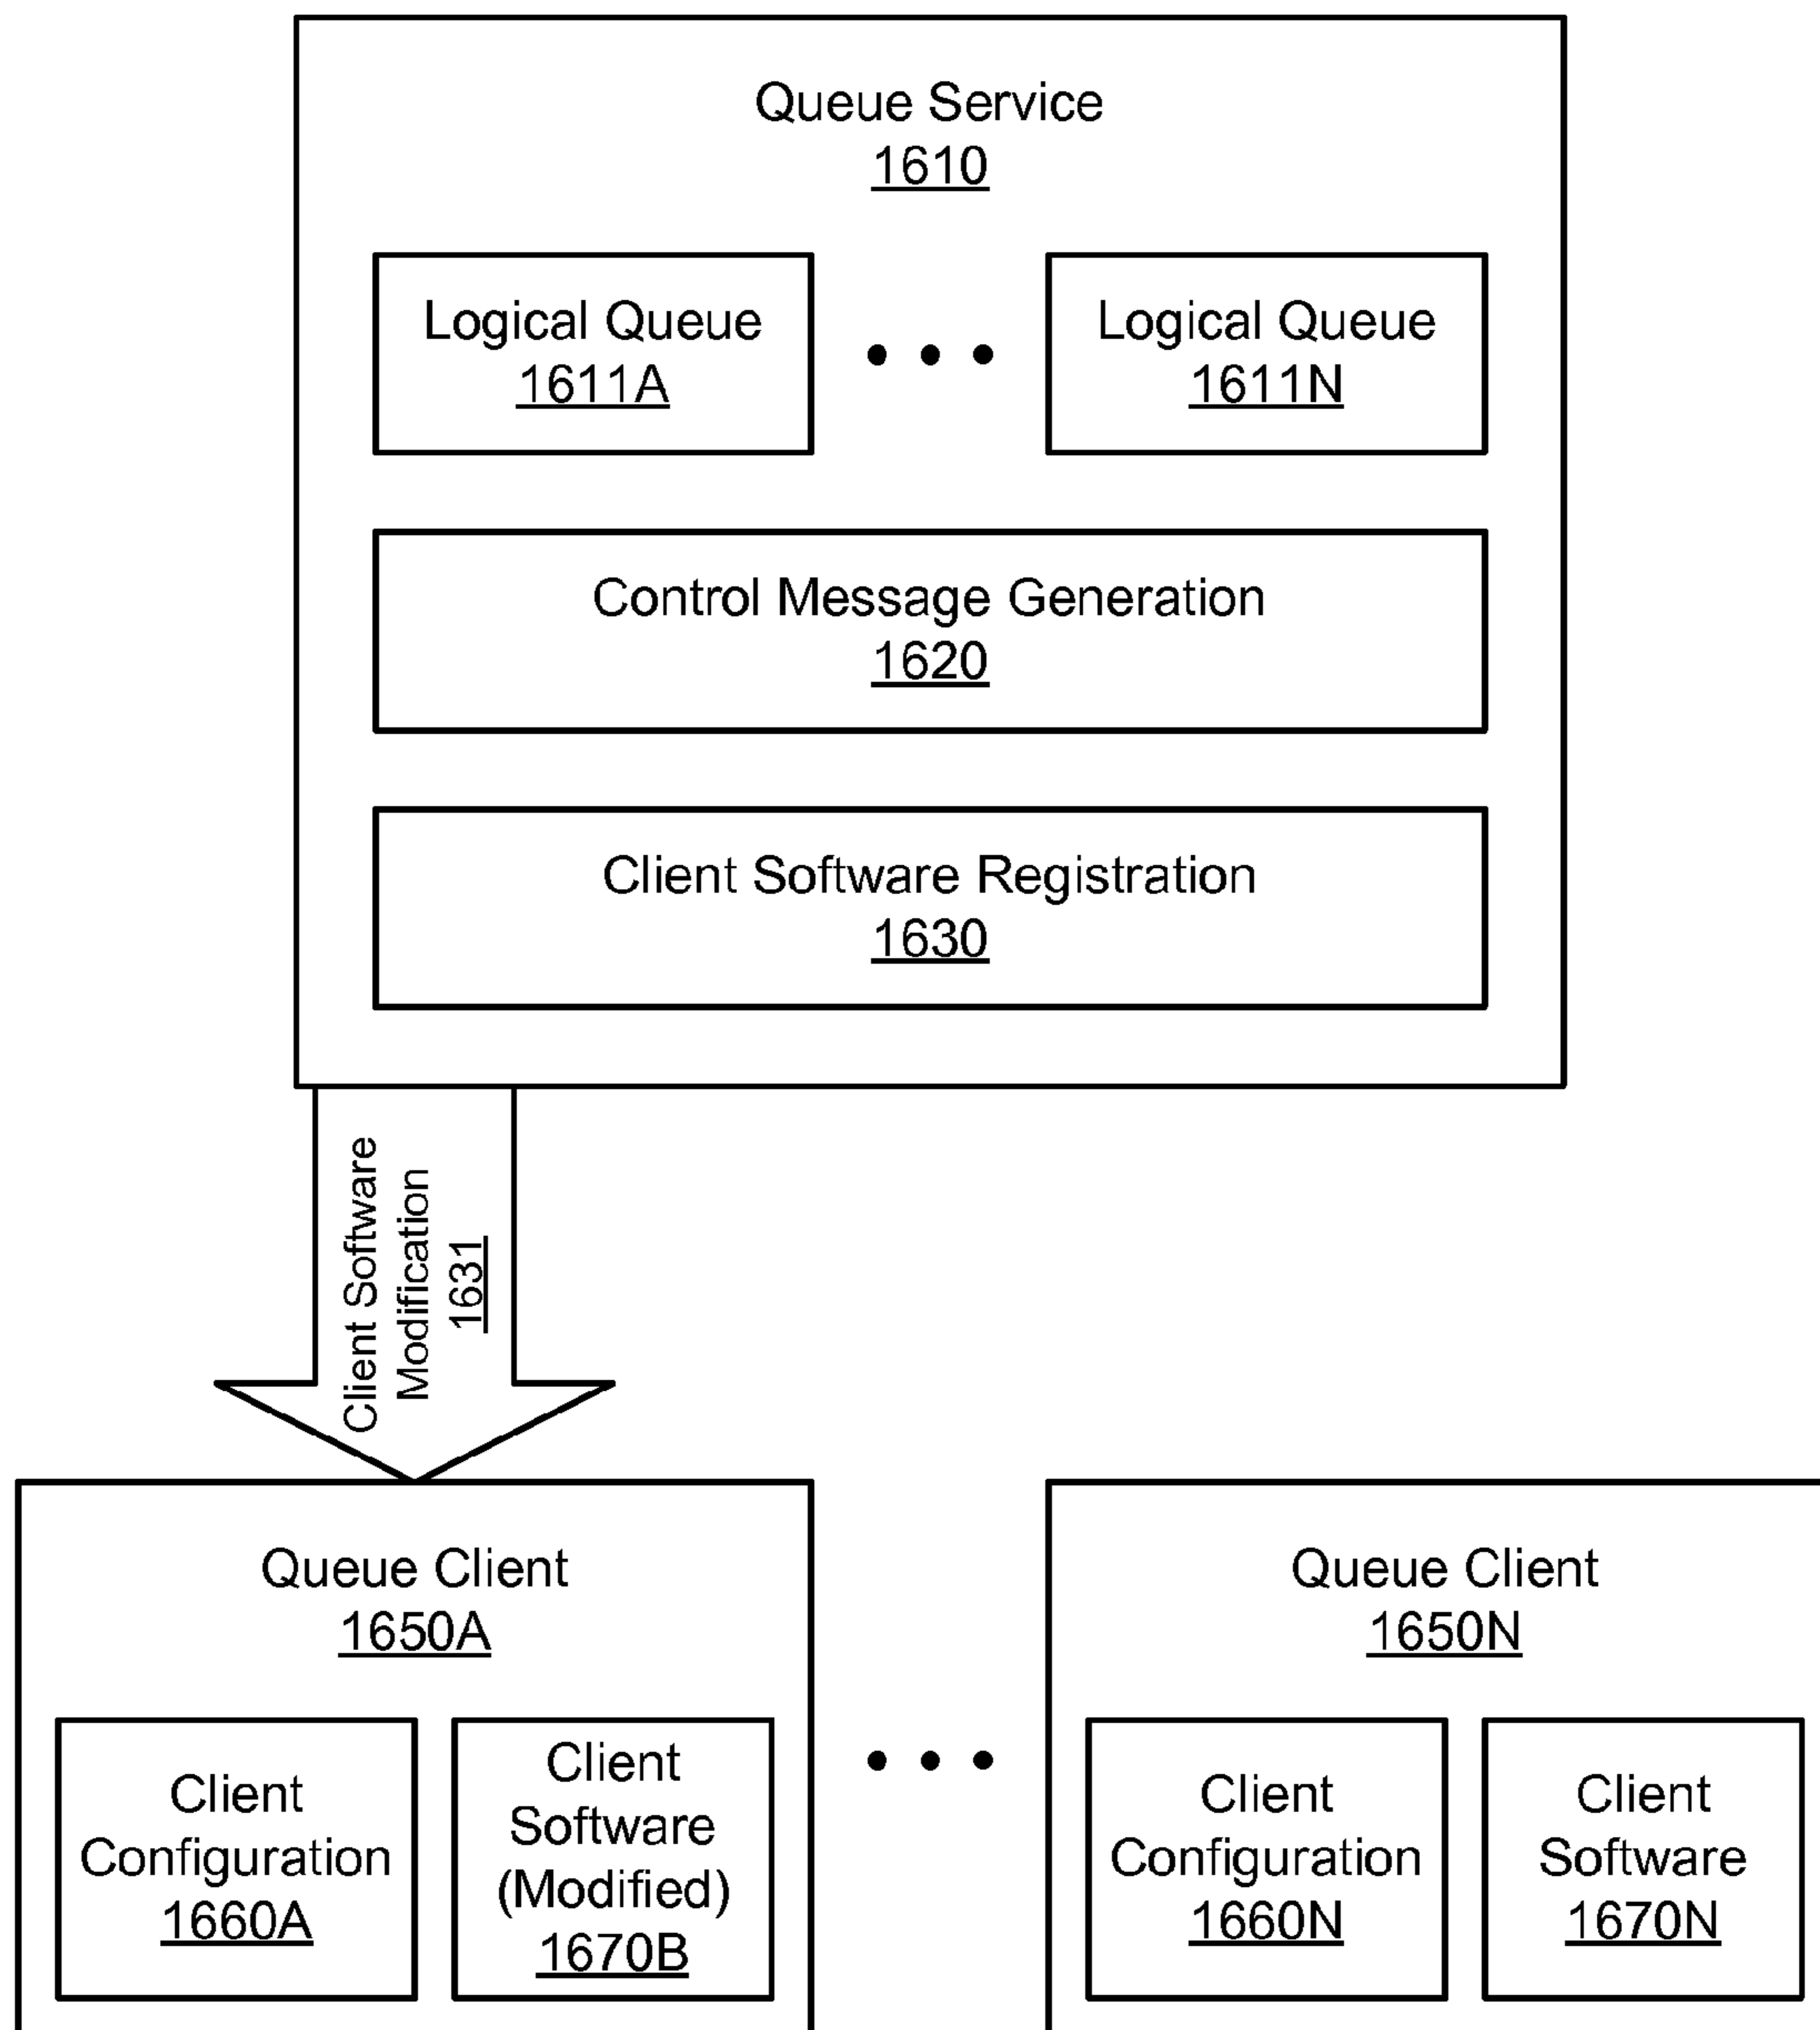 Queue Service
1610
Logical Queue
1611A
Logical Queue
1611N
Control Message Generation
1620
Client Software Registration
1630
Client Software
Modification
1631
Queue Client
1650A
Client
Configuration
1660A
Client
Software
(Modified)
1670B
Queue Client
1650N
Client
Configuration
1660N
Client
Software
1670N